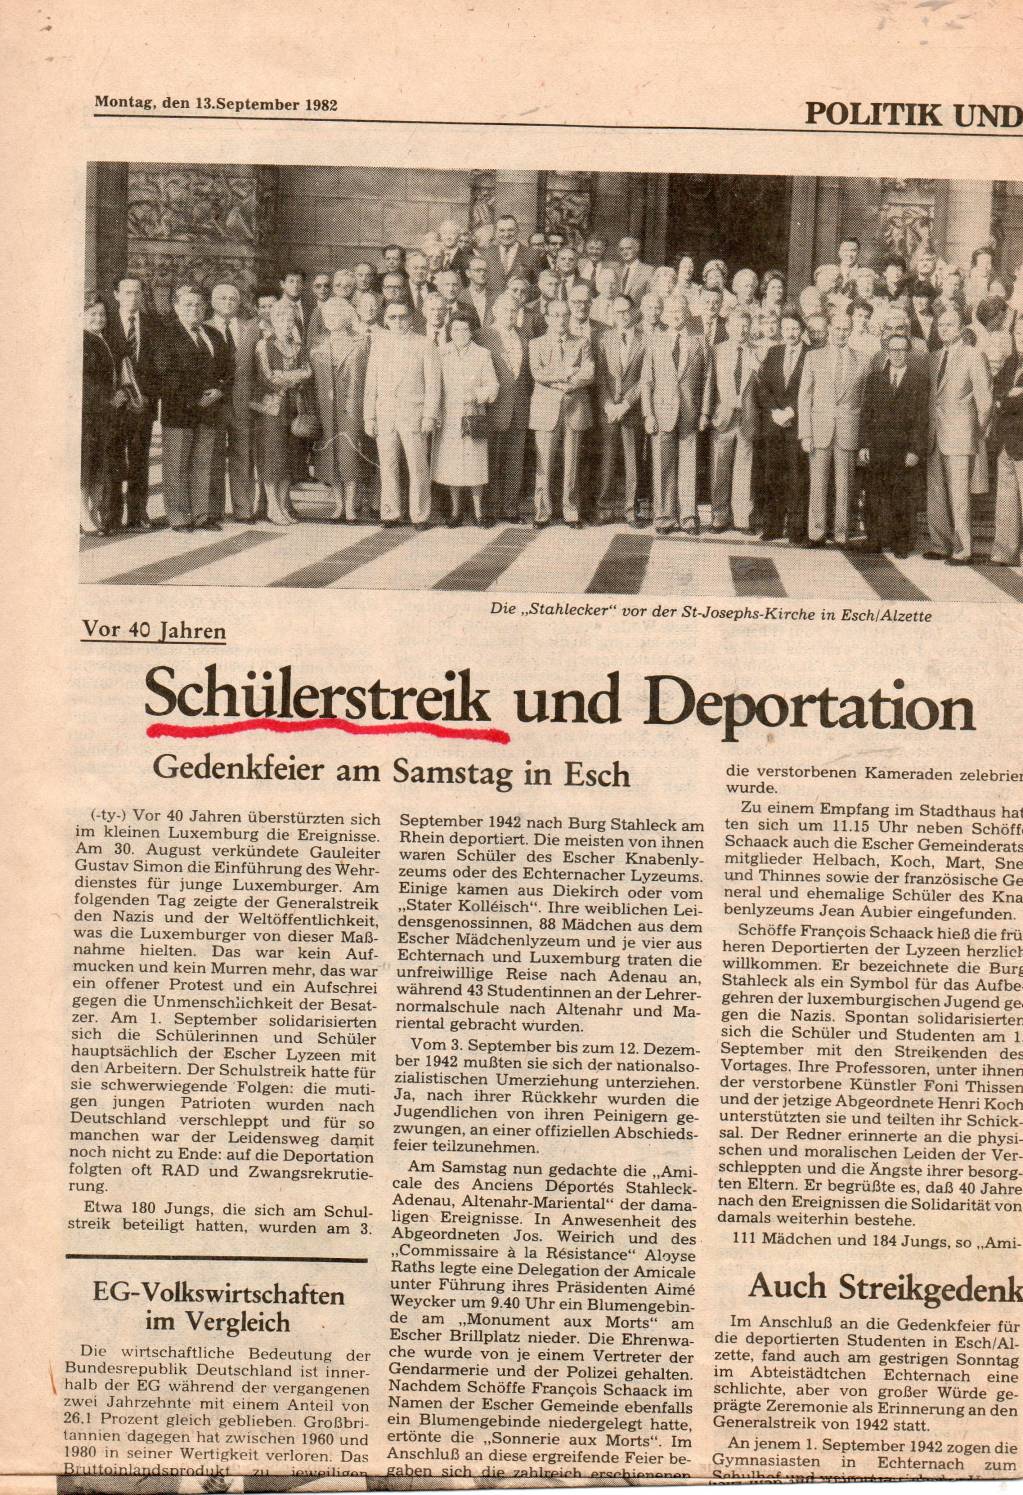 Montag, den 13.September 1982
POLITIK UND
Die „Stahlecker" vor der St-Josephs-Kirche in Esch/Alzette
Vor 40 Jahren
Schülerstreik und Deportation
Gedenkfeier am Samstag in Esch
(-ty-) Vor 40 Jahren überstürzten sich
im kleinen Luxemburg die Ereignisse.
Am 30. August verkündete Gauleiter
Gustav Simon die Einführung des Wehr-
dienstes für junge Luxemburger. Am
folgenden Tag zeigte der Generalstreik
den Nazis und der Weltöffentlichkeit,
was die Luxemburger von dieser Maß-
nahme hielten. Das war kein Auf-
mucken und kein Murren mehr, das war
ein offener Protest und ein Aufschrei
gegen die Unmenschlichkeit der Besat-
zer. Am 1. September solidarisierten
sich die Schülerinnen und Schüler
hauptsächlich der Escher Lyzeen mit
den Arbeitern. Der Schulstreik hatte für
sie schwerwiegende Folgen: die muti-
gen jungen Patrioten wurden nach
Deutschland verschleppt und für so
manchen war der Leidensweg damit
noch nicht zu Ende: auf die Deportation
folgten oft RAD und Zwangsrekrutie-
rung.
Etwa 180 Jungs, die sich am Schul-
streik beteiligt hatten, wurden am 3.
September 1942 nach Burg Stahleck am
Rhein deportiert. Die meisten von ihnen
waren Schüler des Escher Knabenly-
zeums oder des Echternacher Lyzeums.
Einige kamen aus Diekirch oder vom
„Stater Kolléisch". Ihre weiblichen Lei-
densgenossinnen, 88 Mädchen aus dem
Escher Mädchenlyzeum und je vier aus
Echternach und Luxemburg traten die
unfreiwillige Reise nach Adenau an,
während 43 Studentinnen an der Lehrer-
normalschule nach Altenahr und Ma-
riental gebracht wurden.
Vom 3. September bis zum 12. Dezem-
ber 1942 mußten sie sich der nationalso-
zialistischen Umerziehung unterziehen.
Ja, nach ihrer Rückkehr wurden die
Jugendlichen von ihren Peinigern ge-
zwungen, an einer offiziellen Abschieds-
feier teilzunehmen.
Am Samstag nun gedachte die „Ami-
cale des Anciens Déportés Stahleck-
Adenau, Altenahr-Mariental" der dama-
ligen Ereignisse. In Anwesenheit des
Abgeordneten Jos. Weirich und des
„Commissaire à la Résistance" Aloyse
Raths legte eine Delegation der Amicale
unter Führung ihres Präsidenten Aimé
Weycker um 9.40 Uhr ein Blumengebin-
de am „Monument aux Morts" am
Escher Brillplatz nieder. Die Ehrenwa-
che wurde von je einem Vertreter der
Gendarmerie und der Polizei gehalten.
Nachdem Schöffe François Schaack im
Namen der Escher Gemeinde ebenfalls
ein Blumengebinde niedergelegt hatte,
ertönte die „Sonnerie aux Morts". Im
Anschluß an diese ergreifende Feier be-
gaben sich die zahlreich erschienenen
die verstorbenen Kameraden zelebrier
wurde.
Zu einem Empfang im Stadthaus hat
ten sich um 11.15 Uhr neben Schöffe
Schaack auch die Escher Gemeinderats
mitglieder Helbach, Koch, Mart, Sne
und Thinnes sowie der französische Ge
neral und ehemalige Schüler des Kna
benlyzeums Jean Aubier eingefunden.
Schöffe François Schaack hieß die frü
heren Deportierten der Lyzeen herzlich
willkommen. Er bezeichnete die Burg
Stahleck als ein Symbol für das Aufbe-
gehren der luxemburgischen Jugend ge-
gen die Nazis. Spontan solidarisierten
sich die Schüler und Studenten am 1.
September mit den Streikenden des
Vortages. Ihre Professoren, unter ihnen
der verstorbene Künstler Foni Thissen
und der jetzige Abgeordnete Henri Koch
unterstützten sie und teilten ihr Schick-
sal. Der Redner erinnerte an die physi-
schen und moralischen Leiden der Ver-
schleppten und die Ängste ihrer besorg-
ten Eltern. Er begrüßte es, daß 40 Jahre
nach den Ereignissen die Solidarität von
damals weiterhin bestehe.
111 Mädchen und 184 Jungs, so „Ami-
EG-Volkswirtschaften
im Vergleich
Die wirtschaftliche Bedeutung der
Bundesrepublik Deutschland ist inner-
halb der EG während der vergangenen
zwei Jahrzehnte mit einem Anteil von
26.1 Prozent gleich geblieben. Großbri-
tannien dagegen hat zwischen 1960 und
1980 in seiner Wertigkeit verloren. Das
Bruttoinlandsprodukt zu jeweiligen
Auch Streikgedenk
Im Anschluß an die Gedenkfeier für
die deportierten Studenten in Esch/Al-
zette, fand auch am gestrigen Sonntag
im Abteistädtchen Echternach eine
schlichte, aber von großer Würde ge-
prägte Zeremonie als Erinnerung an den
Generalstreik von 1942 statt.
An jenem 1. September 1942 zogen die
Gymnasiasten in Echternach zum
Schulhof und